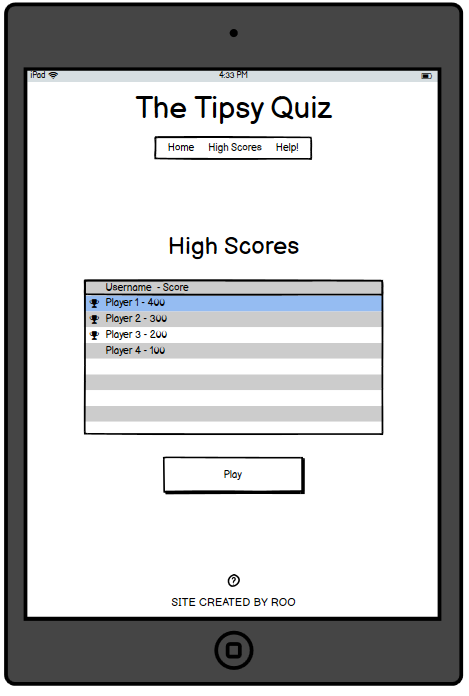 iPad 4:33 PM
The Tipsy Quiz
Home High Scores Help!
High Scores
Username - Score
Player 1 - 400
Player 2 - 300
Player 3 - 200
Player 4 - 100
Play
?
SITE CREATED BY ROO